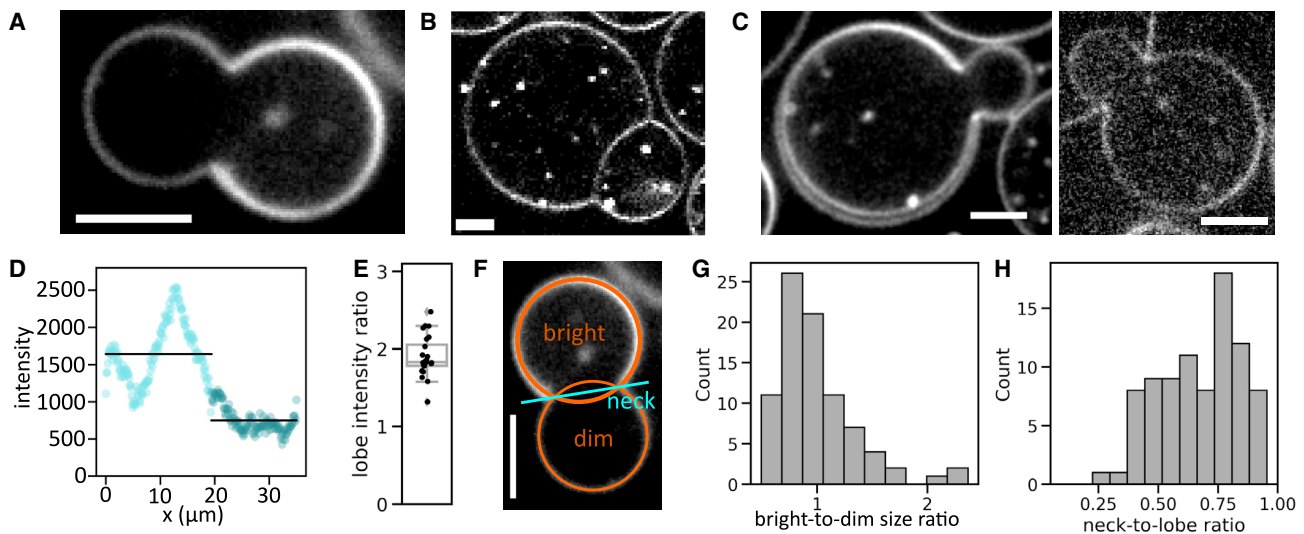 A
B
C
D
2500
2000
1500
1000
500
0
intensity
0
10
20
30
x (μm)
E
3
2
1
0
lobe intensity ratio
F
bright
neck
dim
G
25
20
15
10
5
0
Count
1
2
bright-to-dim size ratio
H
15
10
5
0
Count
0.25
0.50
0.75
1.00
neck-to-lobe ratio